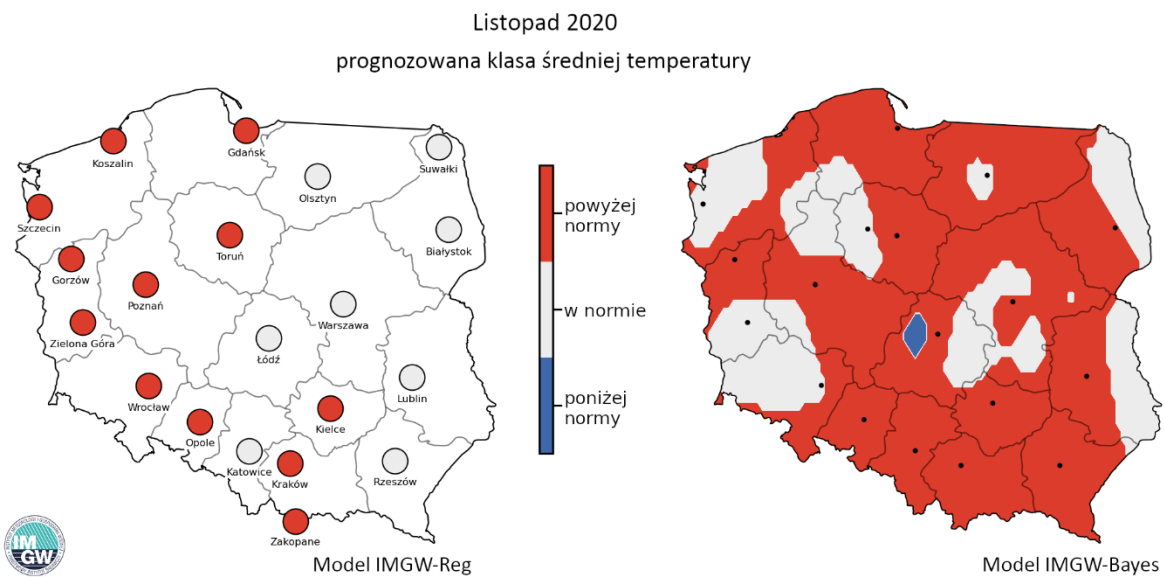 Listopad 2020
prognozowana klasa średniej temperatury
Koszalin
Gdańsk
Suwałki
Olsztyn
Szczecin
Białystok
Toruń
Gorzów
Poznań
Zielona Góra
Warszawa
Łódź
Lublin
Wrocław
Opole
Kielce
Katowice
Kraków
Rzeszów
Zakopane
powyżej
normy
w normie
poniżej
normy
IM
GW
Model IMGW-Reg
Model IMGW-Bayes